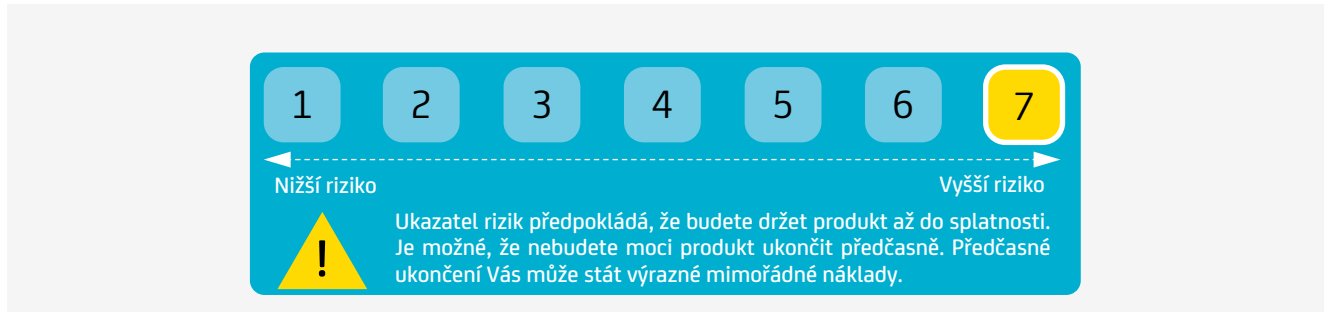 1 2 3 4 5 6 7
Nižší riziko Vyšší riziko
! Ukazatel rizik předpokládá, že budete držet produkt až do splatnosti.
Je možné, že nebudete moci produkt ukončit předčasně. Předčasné
ukončení Vás může stát výrazné mimořádné náklady.